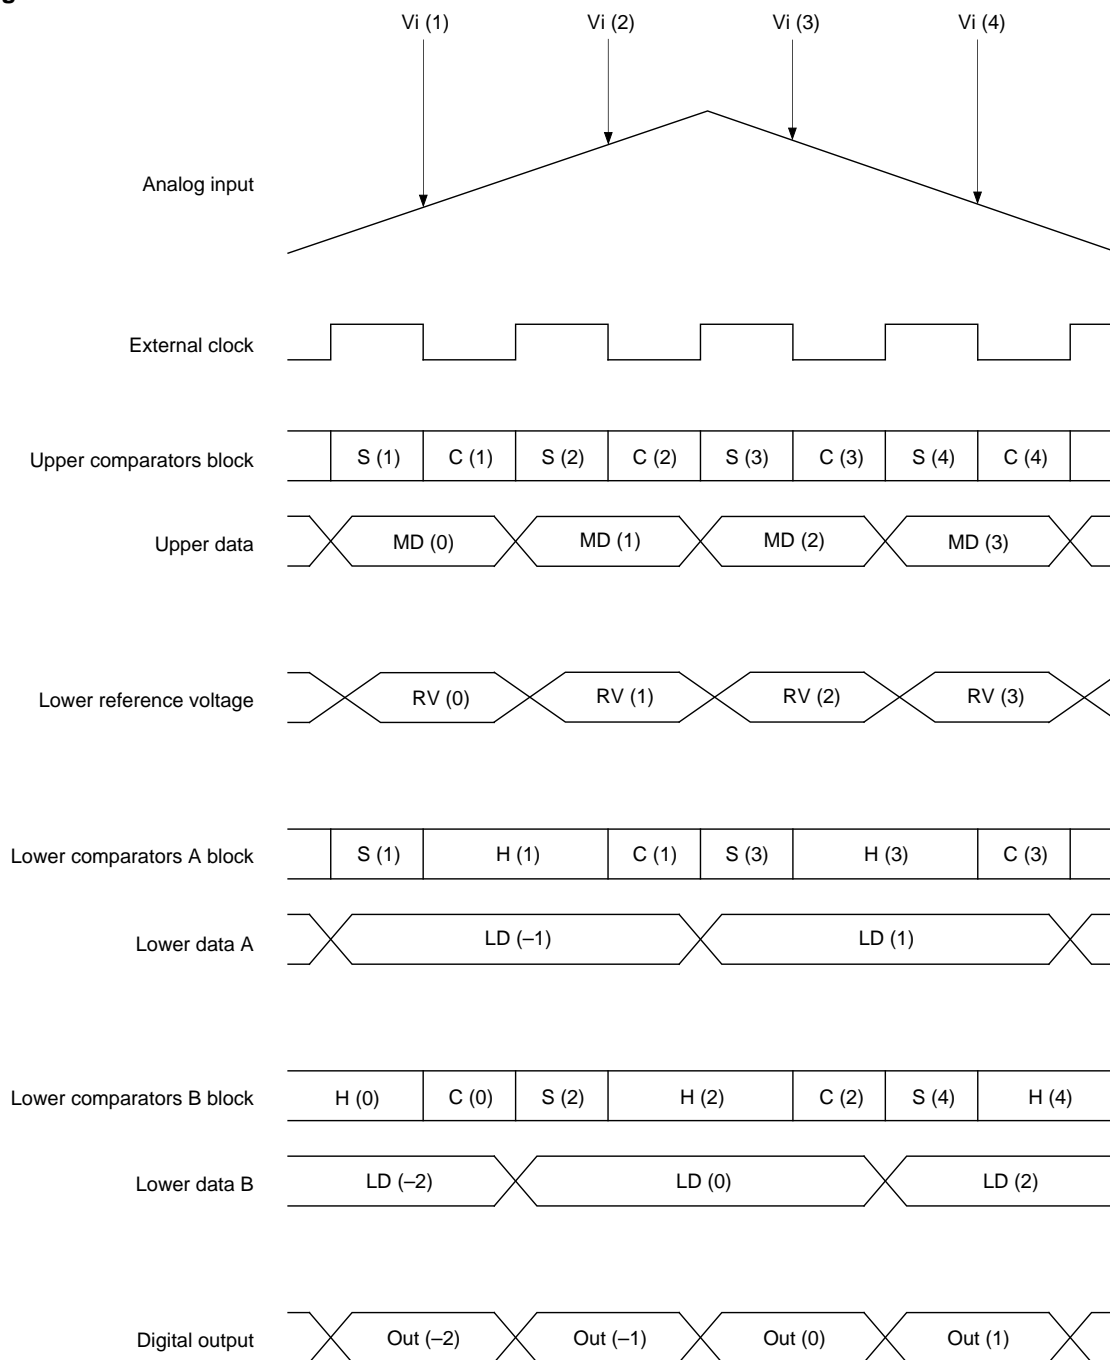 Vi (1) Vi (2) Vi (3) Vi (4)
Analog input
External clock
Upper comparators block S (1) C (1) S (2) C (2) S (3) C (3) S (4) C (4)
Upper data MD (0) MD (1) MD (2) MD (3)
Lower reference voltage RV (0) RV (1) RV (2) RV (3)
Lower comparators A block S (1) H (1) C (1) S (3) H (3) C (3)
Lower data A LD (–1) LD (1)
Lower comparators B block H (0) C (0) S (2) H (2) C (2) S (4) H (4)
Lower data B LD (–2) LD (0) LD (2)
Digital output Out (–2) Out (–1) Out (0) Out (1)